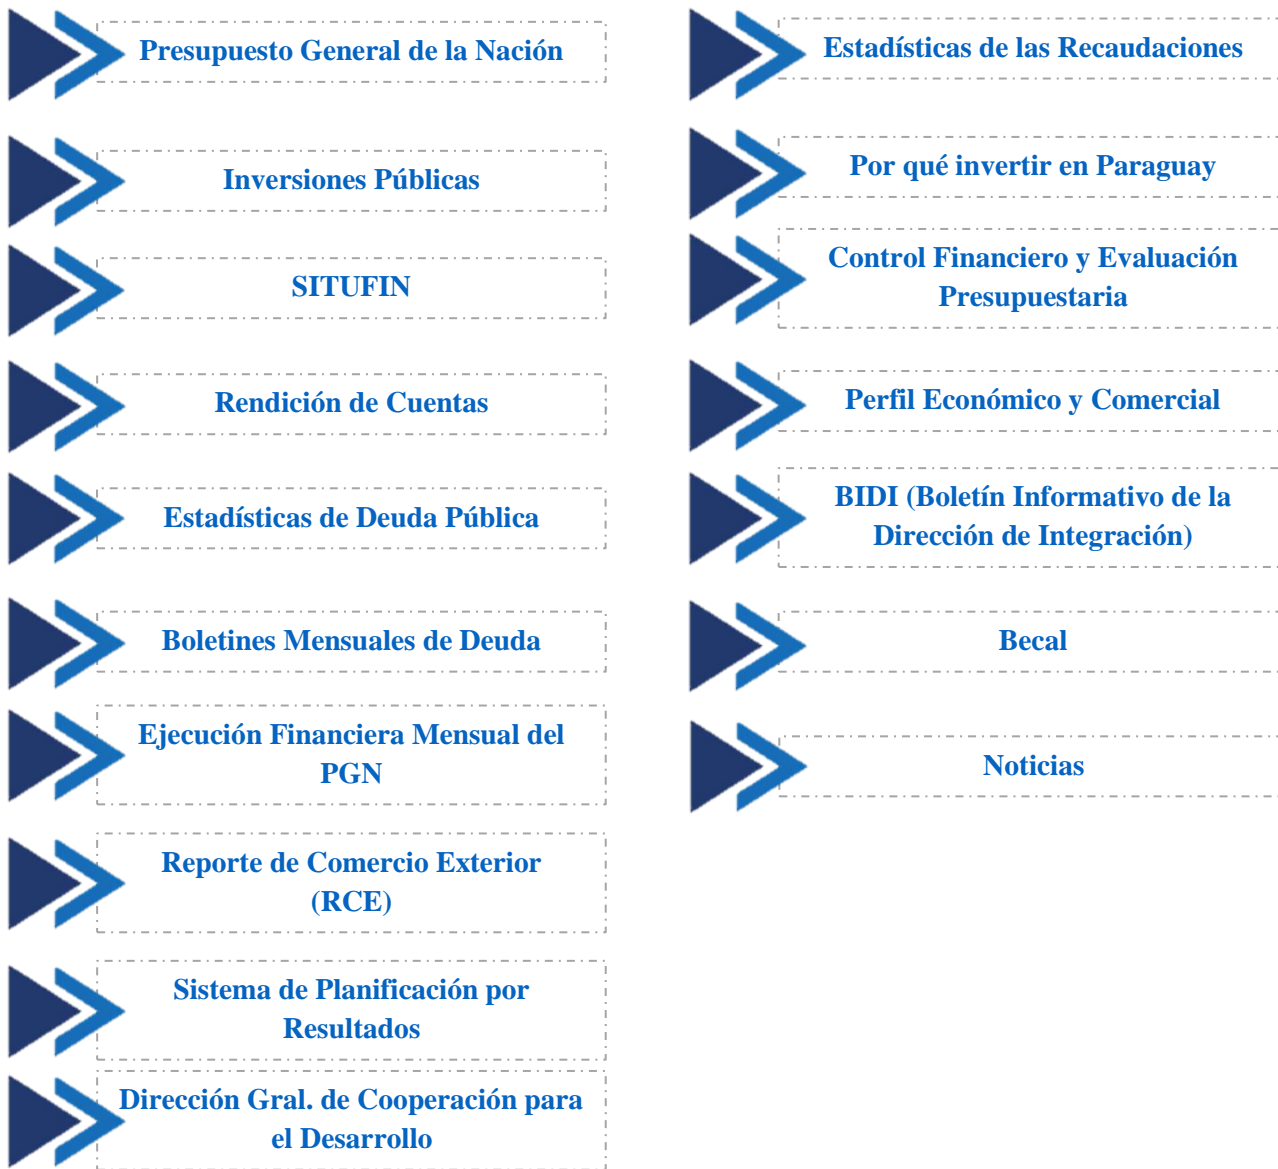 Presupuesto General de la Nación
Inversiones Públicas
SITUFIN
Rendición de Cuentas
Estadísticas de Deuda Pública
Boletines Mensuales de Deuda
Ejecución Financiera Mensual del
PGN
Reporte de Comercio Exterior
(RCE)
Sistema de Planificación por
Resultados
Dirección Gral. de Cooperación para
el Desarrollo
Estadísticas de las Recaudaciones
Por qué invertir en Paraguay
Control Financiero y Evaluación
Presupuestaria
Perfil Económico y Comercial
BIDI (Boletín Informativo de la
Dirección de Integración)
Becal
Noticias